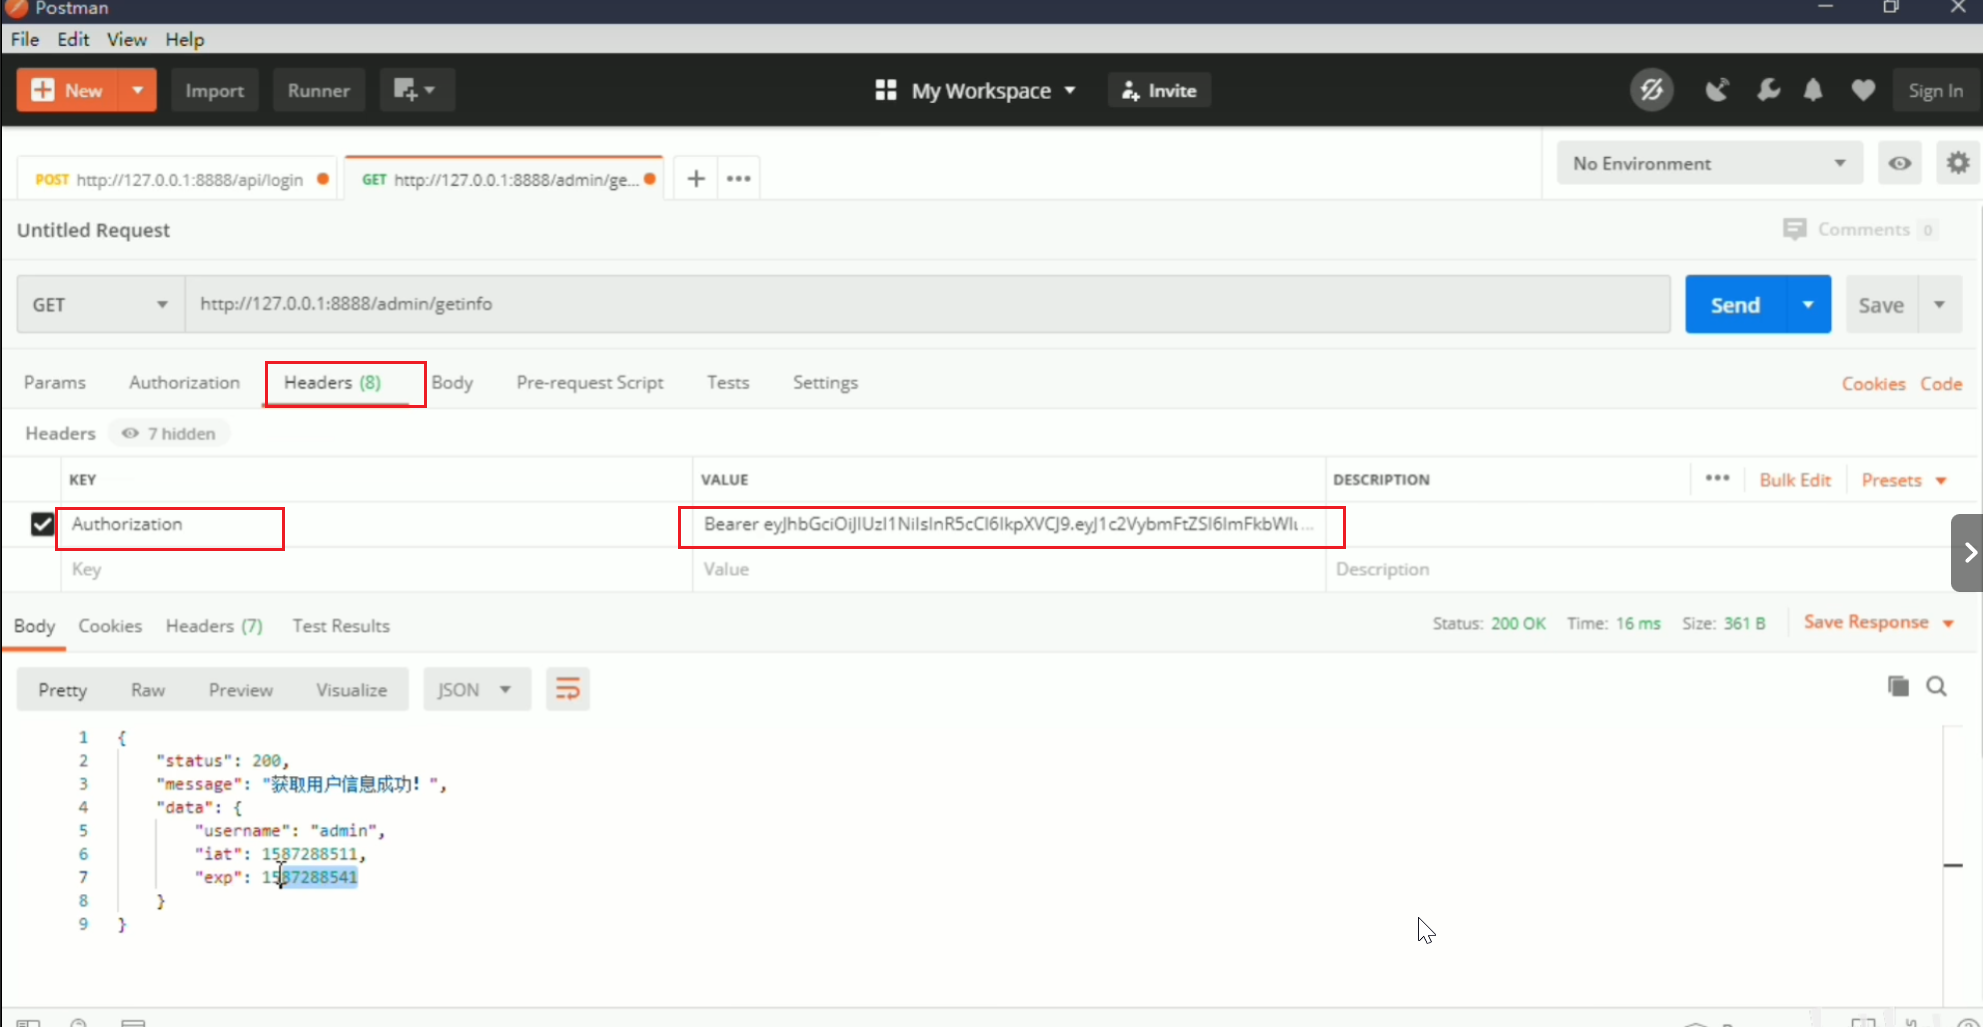 Postman
File Edit View Help
New Import Runner My Workspace Invite Sign In
POST http://127.0.0.1:8888/api/login GET http://127.0.0.1:8888/admin/ge... No Environment
Untitled Request Comments 0
GET http://127.0.0.1:8888/admin/getinfo Send Save
Params Authorization Headers (8) Body Pre-request Script Tests Settings Cookies Code
Headers 7 hidden
KEY VALUE DESCRIPTION Bulk Edit Presets
Authorization Bearer eyJhbGciOiJIUzI1NiIsInR5cCI6IkpXVCJ9.eyJ1c2VybmFtZSI6ImFkbWlu...
Key Value Description
Body Cookies Headers (7) Test Results Status: 200 OK Time: 16 ms Size: 361 B Save Response
Pretty Raw Preview Visualize JSON
1 {
2 "status": 200,
3 "message": "获取用户信息成功！",
4 "data": {
5 "username": "admin",
6 "iat": 1587288511,
7 "exp": 1587288541
8 }
9 }